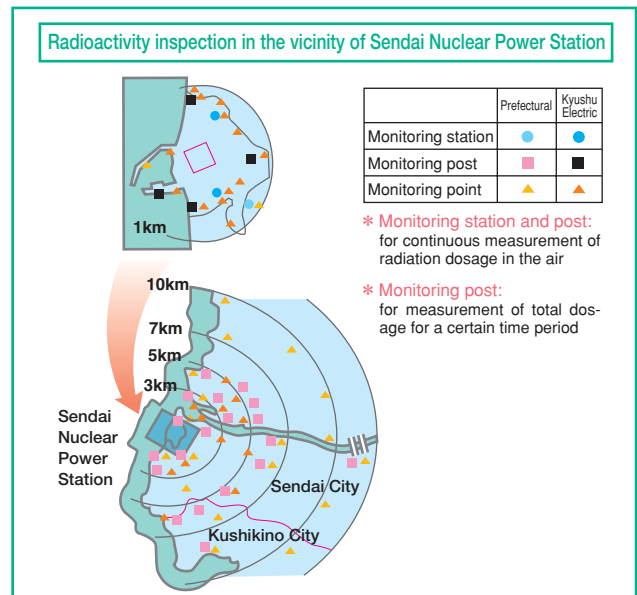 Radioactivity inspection in the vicinity of Sendai Nuclear Power Station
Prefectural
Kyushu
Electric
Monitoring station
Monitoring post
Monitoring point
* Monitoring station and post:
for continuous measurement of
radiation dosage in the air
* Monitoring post:
for measurement of total dos-
age for a certain time period
1km
10km
7km
5km
3km
Sendai
Nuclear
Power
Station
Sendai City
Kushikino City